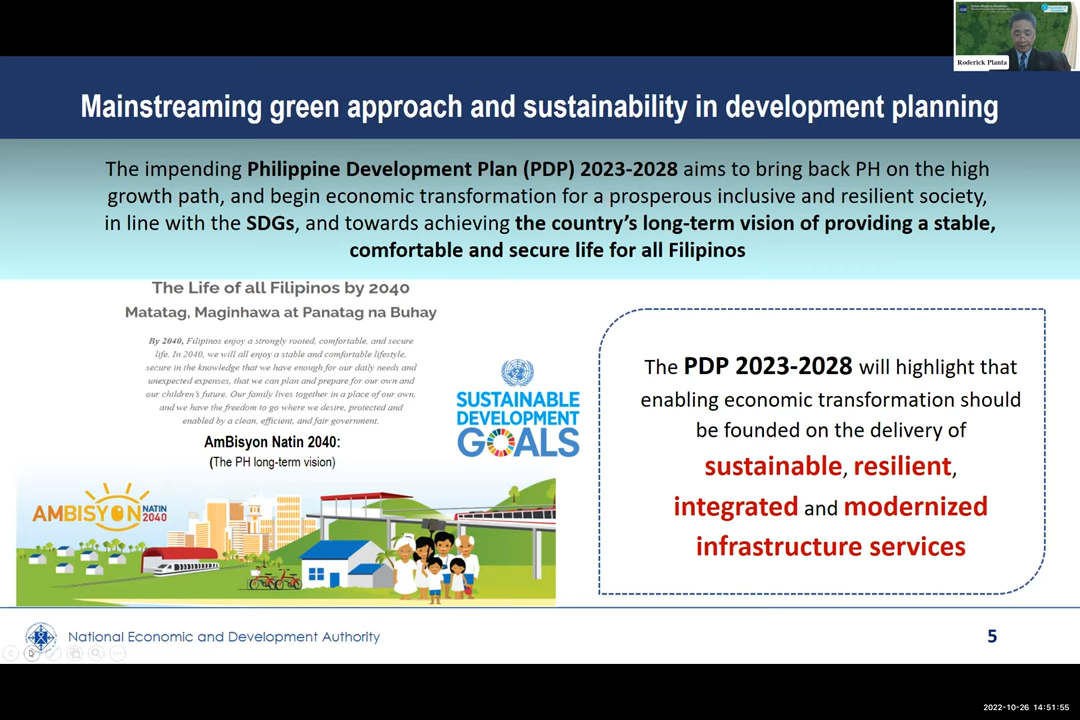 Roderick Planta
Mainstreaming green approach and sustainability in development planning
The impending Philippine Development Plan (PDP) 2023-2028 aims to bring back PH on the high
growth path, and begin economic transformation for a prosperous inclusive and resilient society,
in line with the SDGs, and towards achieving the country's long-term vision of providing a stable,
comfortable and secure life for all Filipinos
The Life of all Filipinos by 2040
Matatag, Maginhawa at Panatag na Buhay
By 2040, Filipinos enjoy a strongly rooted, comfortable, and secure
life. In 2040, we will all enjoy a stable and comfortable lifestyle,
secure in the knowledge that we have enough for our daily needs and
unexpected expenses, that we can plan and prepare for our own and
our children's future. Our family lives together in a place of our own,
and we have the freedom to go where we desire, protected and
enabled by a clean, efficient, and fair government.
AmBisyon Natin 2040:
(The PH long-term vision)
SUSTAINABLE
DEVELOPMENT
GOALS
AMBISYON NATIN
2040
The PDP 2023-2028 will highlight that
enabling economic transformation should
be founded on the delivery of
sustainable, resilient,
integrated and modernized
infrastructure services
National Economic and Development Authority
5
2022-10-26 14:51:55